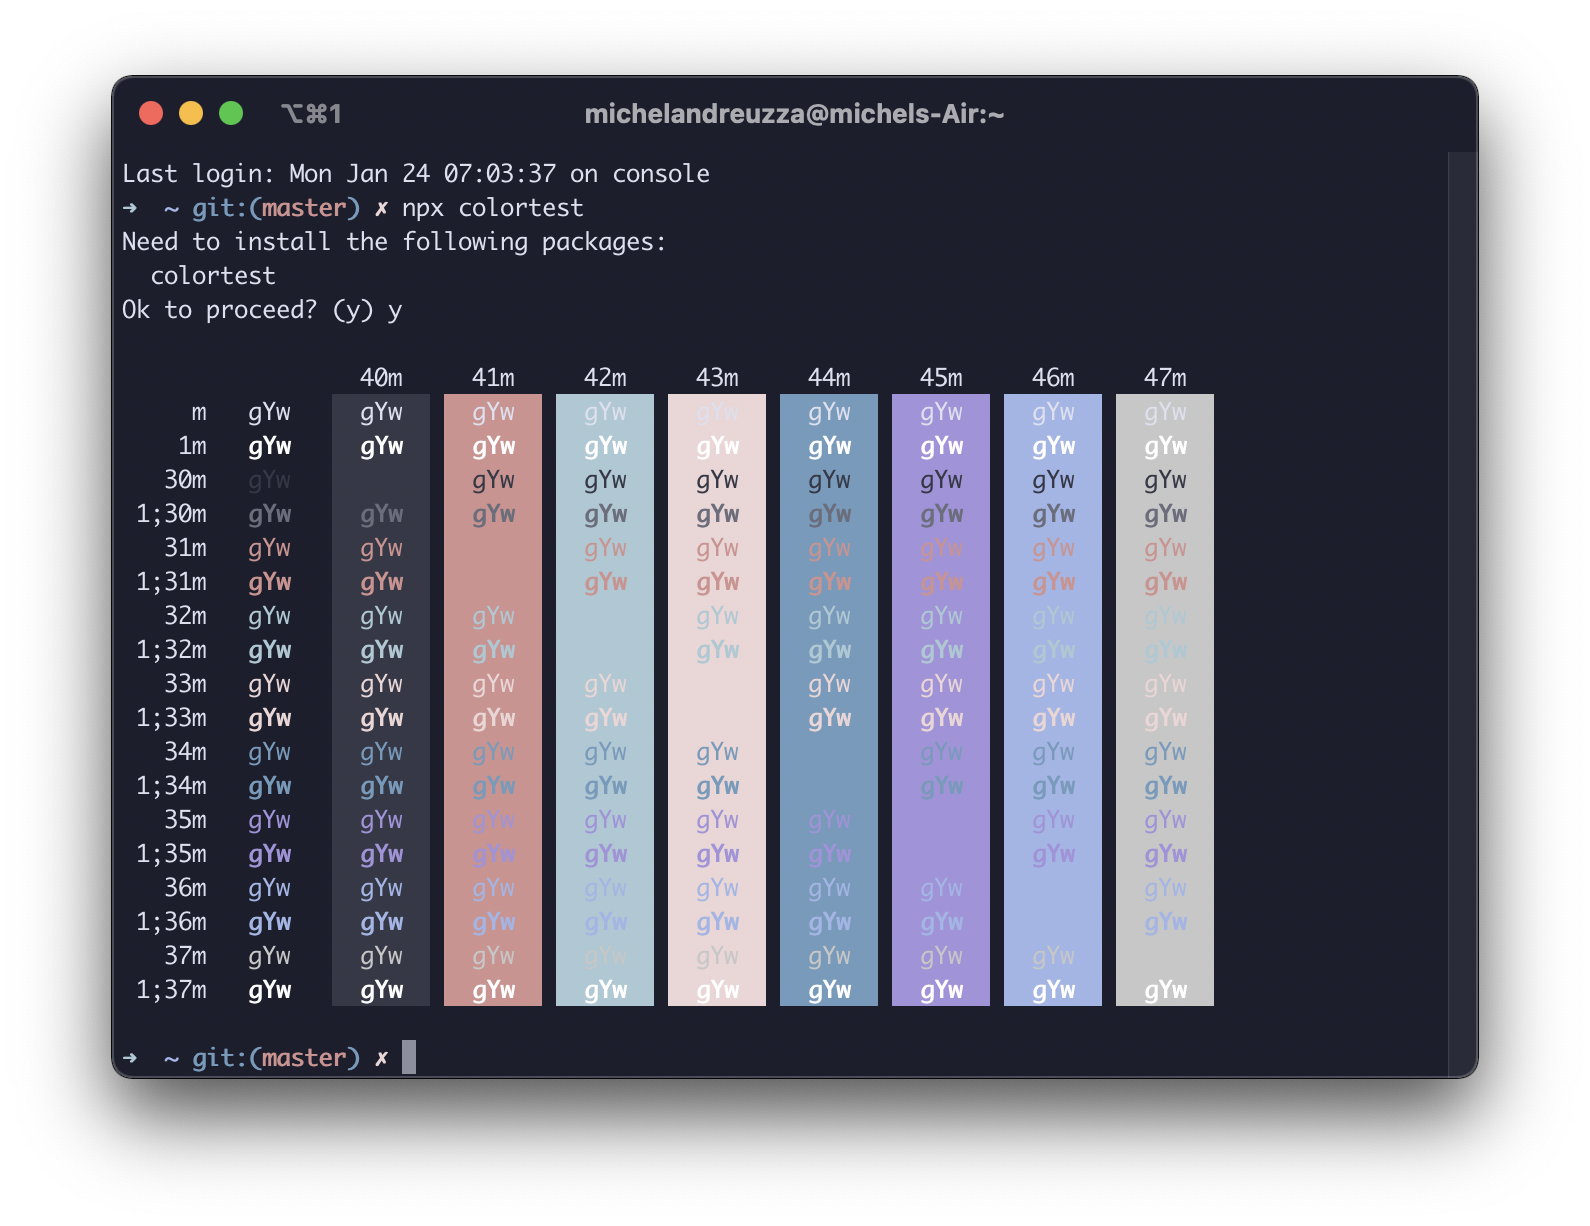 ⌥⌘1 michelandreuzza@michels-Air:~
Last login: Mon Jan 24 07:03:37 on console
➜ ~ git:(master) ✗ npx colortest
Need to install the following packages:
colortest
Ok to proceed? (y) y
40m 41m 42m 43m 44m 45m 46m 47m
m gYw gYw gYw gYw gYw gYw gYw gYw gYw
1m gYw gYw gYw gYw gYw gYw gYw gYw gYw
30m gYw gYw gYw gYw gYw gYw gYw gYw
1;30m gYw gYw gYw gYw gYw gYw gYw gYw gYw
31m gYw gYw gYw gYw gYw gYw gYw gYw
1;31m gYw gYw gYw gYw gYw gYw gYw gYw
32m gYw gYw gYw gYw gYw gYw gYw gYw
1;32m gYw gYw gYw gYw gYw gYw gYw gYw
33m gYw gYw gYw gYw gYw gYw gYw gYw
1;33m gYw gYw gYw gYw gYw gYw gYw gYw
34m gYw gYw gYw gYw gYw gYw gYw gYw
1;34m gYw gYw gYw gYw gYw gYw gYw gYw
35m gYw gYw gYw gYw gYw gYw gYw gYw
1;35m gYw gYw gYw gYw gYw gYw gYw gYw
36m gYw gYw gYw gYw gYw gYw gYw gYw
1;36m gYw gYw gYw gYw gYw gYw gYw gYw
37m gYw gYw gYw gYw gYw gYw gYw gYw
1;37m gYw gYw gYw gYw gYw gYw gYw gYw gYw
➜ ~ git:(master) ✗